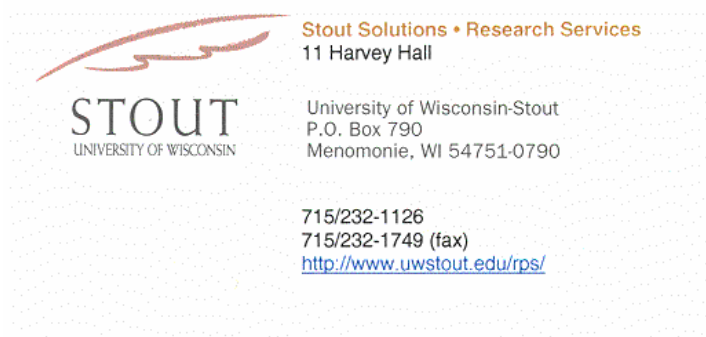 STOUT
UNIVERSITY OF WISCONSIN
Stout Solutions • Research Services
11 Harvey Hall
University of Wisconsin-Stout
P.O. Box 790
Menomonie, WI 54751-0790
715/232-1126
715/232-1749 (fax)
http://www.uwstout.edu/rps/